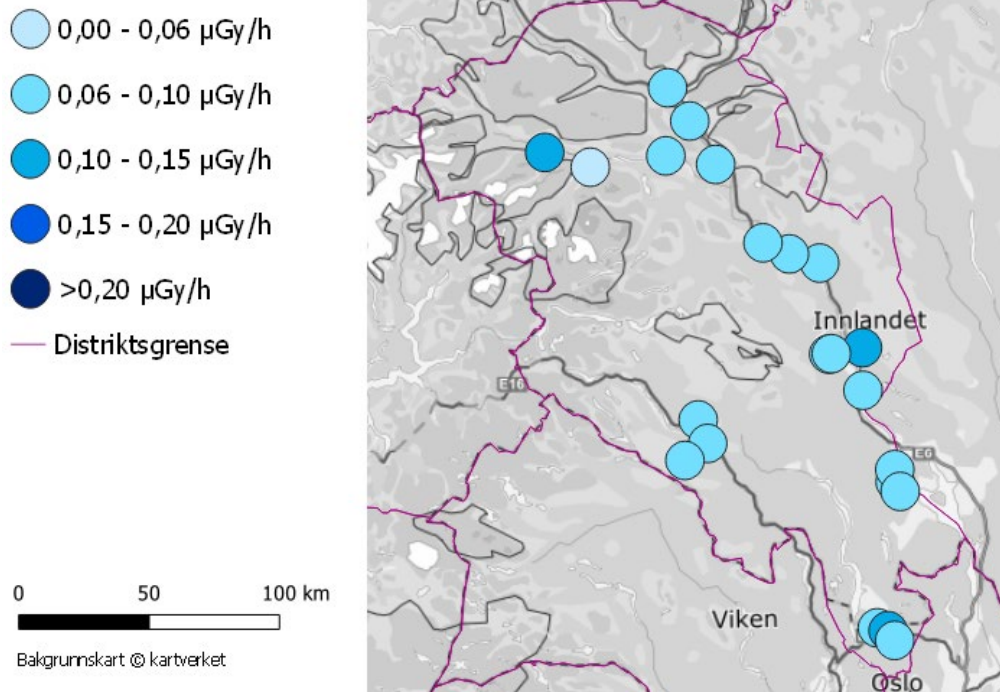 0,00 - 0,06 µGy/h
0,06 - 0,10 µGy/h
0,10 - 0,15 µGy/h
0,15 - 0,20 µGy/h
>0,20 µGy/h
Distriktsgrense
Innlandet
E16
E6
0 50 100 km
Viken
Bakgrunnskart © kartverket
Oslo